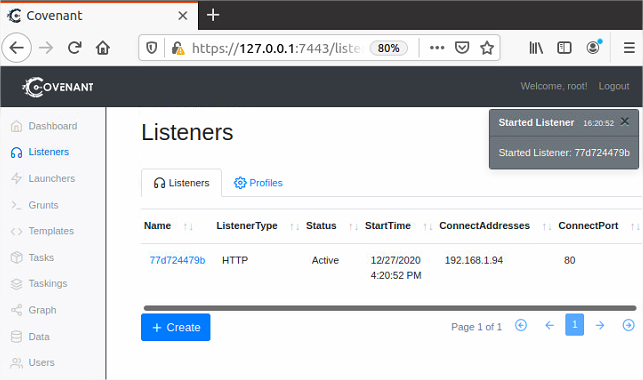 Covenant
https://127.0.0.1:7443/liste
80%
COVENANT
Welcome, root!
Logout
Started Listener 16:20:52
Started Listener: 77d724479b
Dashboard
Listeners
Launchers
Grunts
Templates
Tasks
Taskings
Graph
Data
Users
Listeners
Listeners
Profiles
Name ListenerType Status StartTime ConnectAddresses ConnectPort
77d724479b HTTP Active 12/27/2020 192.168.1.94 80
4:20:52 PM
+ Create
Page 1 of 1
1